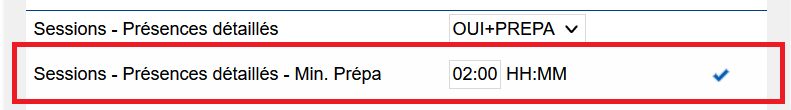 Sessions - Présences détaillés OUI+PREPA
Sessions - Présences détaillés - Min. Prépa 02:00 HH:MM